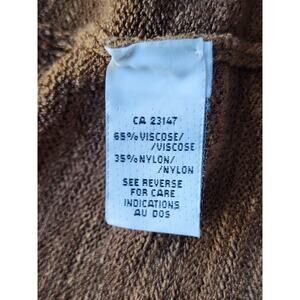 CA 23147
65% VISCOSE/
/VISCOSE
35% NYLON/
/NYLON
SEE REVERSE
FOR CARE
INDICATIONS
AU DOS